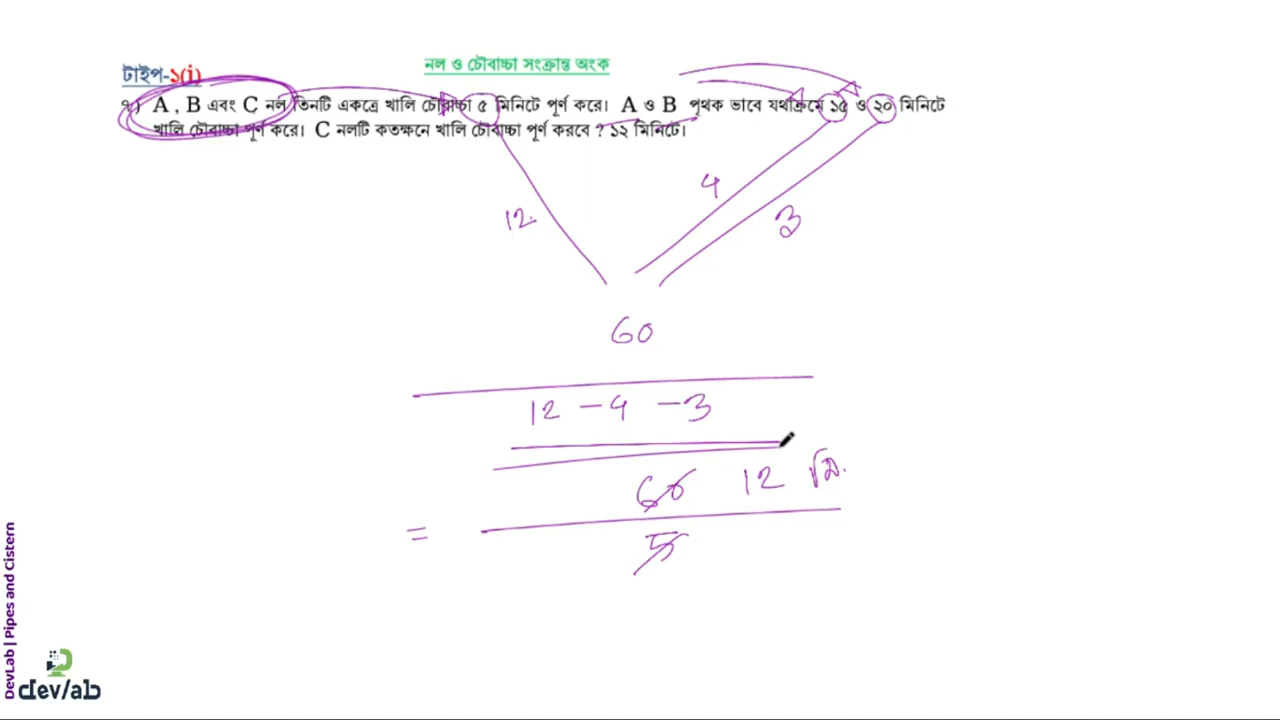 নল ও চৌবাচ্চা সংক্রান্ত অংক
টাইপ-১(i)
৭) A , B এবং C নল তিনটি একত্রে খালি চৌবাচ্চা ৫ মিনিটে পূর্ণ করে। A ও B পৃথক ভাবে যথাক্রমে ১৫ ও ২০ মিনিটে
খালি চৌবাচ্চা পূর্ণ করে। C নলটি কতক্ষনে খালি চৌবাচ্চা পূর্ণ করবে ? ১২ মিনিটে।
4
12
3
60
12 - 4 - 3
60 12 মি.
=
5
DevLab | Pipes and Cistern
dev/ab